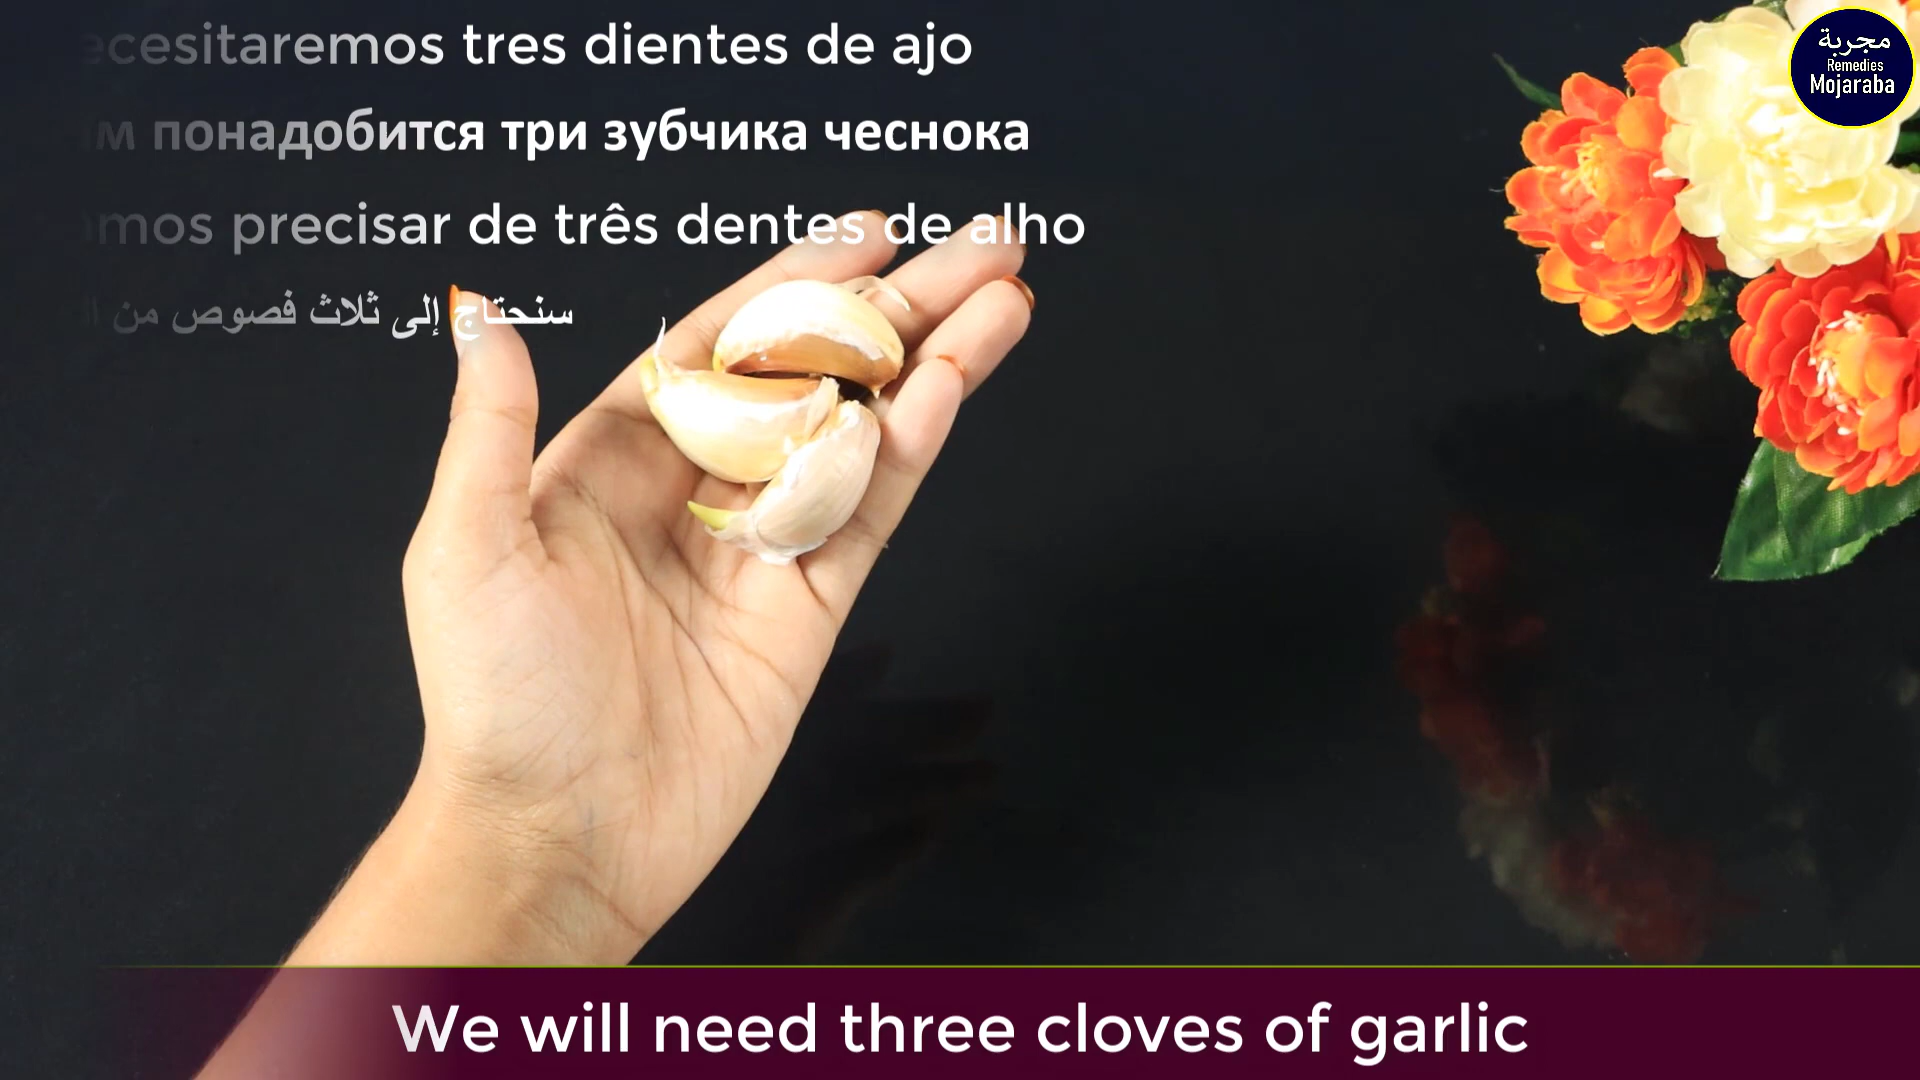 ecesitaremos tres dientes de ajo
м понадобится три зубчика чеснока
mos precisar de três dentes de alho
سنحتاج إلى ثلاث فصوص من
مجربة
Remedies
Mojaraba
We will need three cloves of garlic